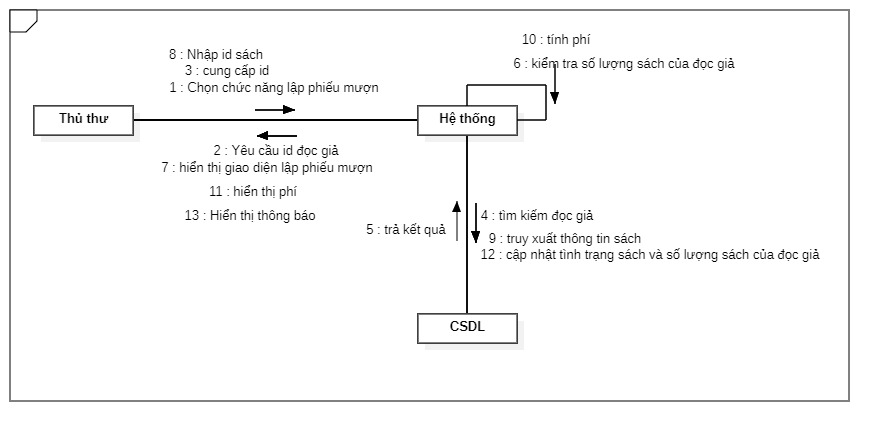 10 : tính phí
8 : Nhập id sách
6 : kiểm tra số lượng sách của đọc giả
3 : cung cấp id
1 : Chọn chức năng lập phiếu mượn
Thủ thư
Hệ thống
2 : Yêu cầu id đọc giả
7 : hiển thị giao diện lập phiếu mượn
11 : hiển thị phí
13 : Hiển thị thông báo
4 : tìm kiếm đọc giả
5 : trả kết quả
9 : truy xuất thông tin sách
12 : cập nhật tình trạng sách và số lượng sách của đọc giả
CSDL